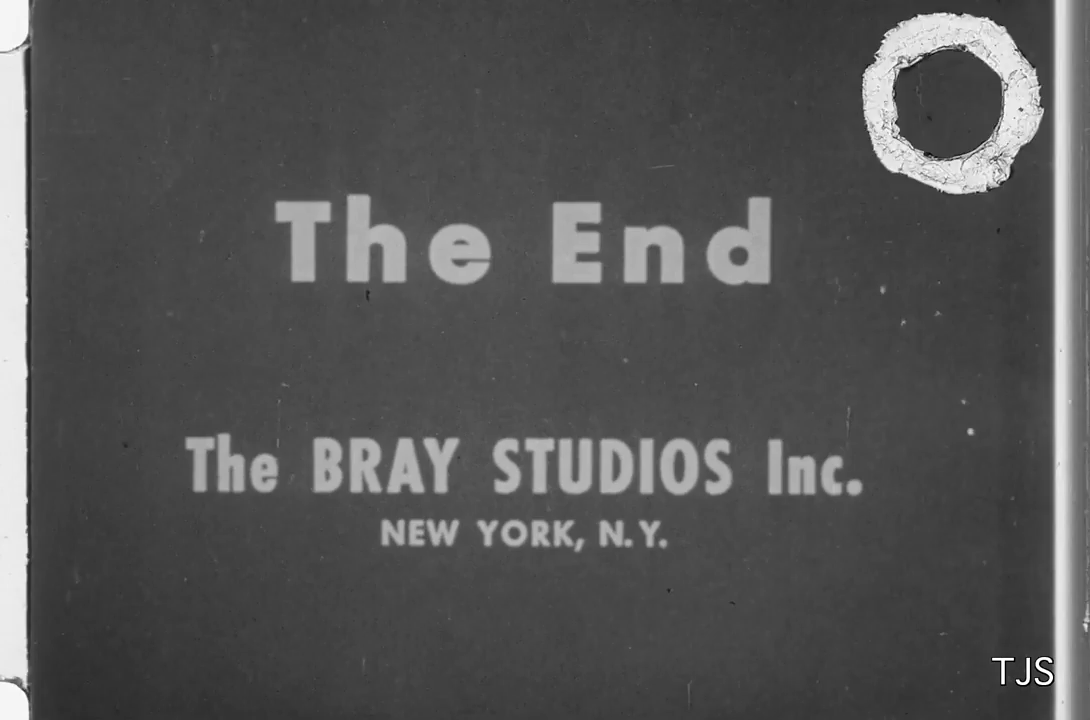 The End
The BRAY STUDIOS Inc.
NEW YORK, N.Y.
TJS